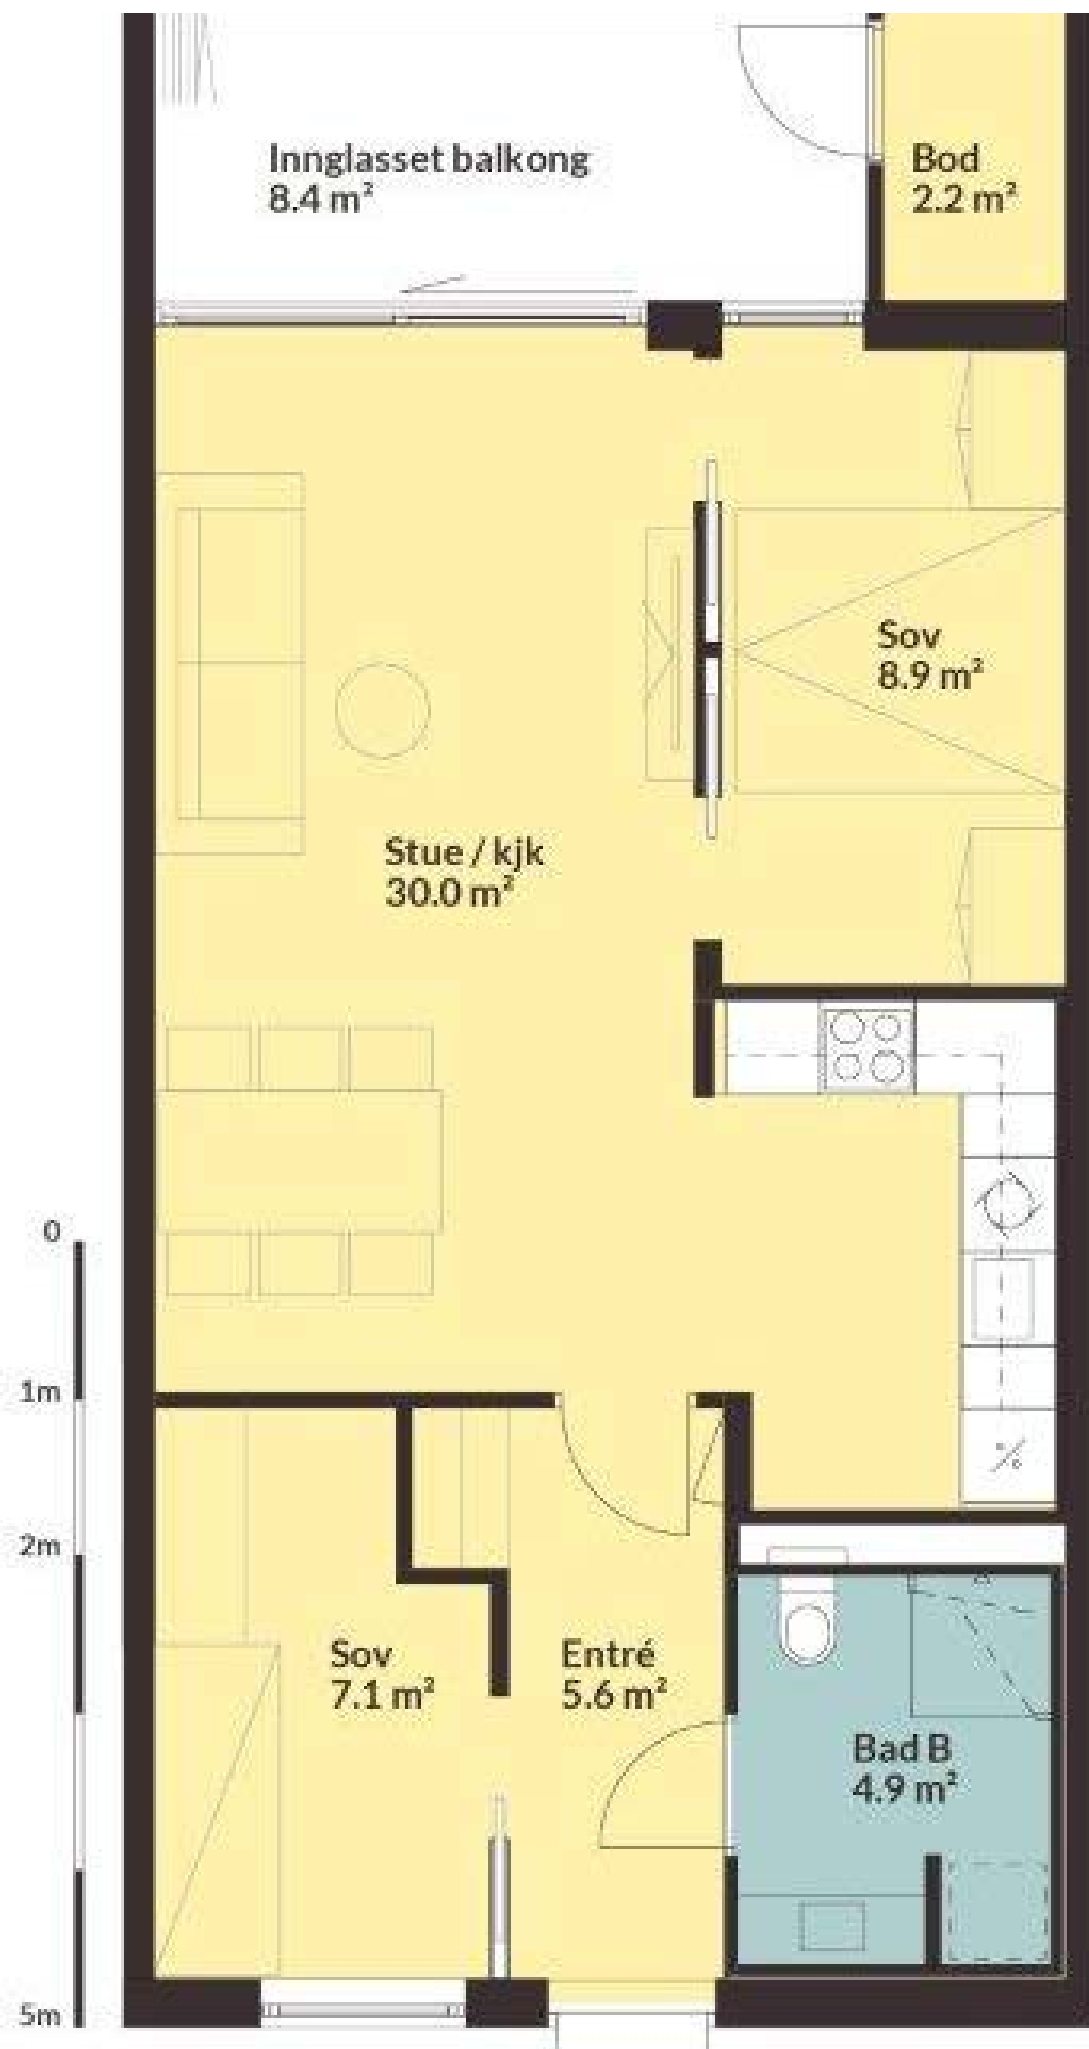 Innglasset balkong
8.4 m²
Bod
2.2 m²
Sov
8.9 m²
Stue / kjk
30.0 m²
0
1m
2m
5m
Sov
7.1 m²
Entré
5.6 m²
Bad B
4.9 m²